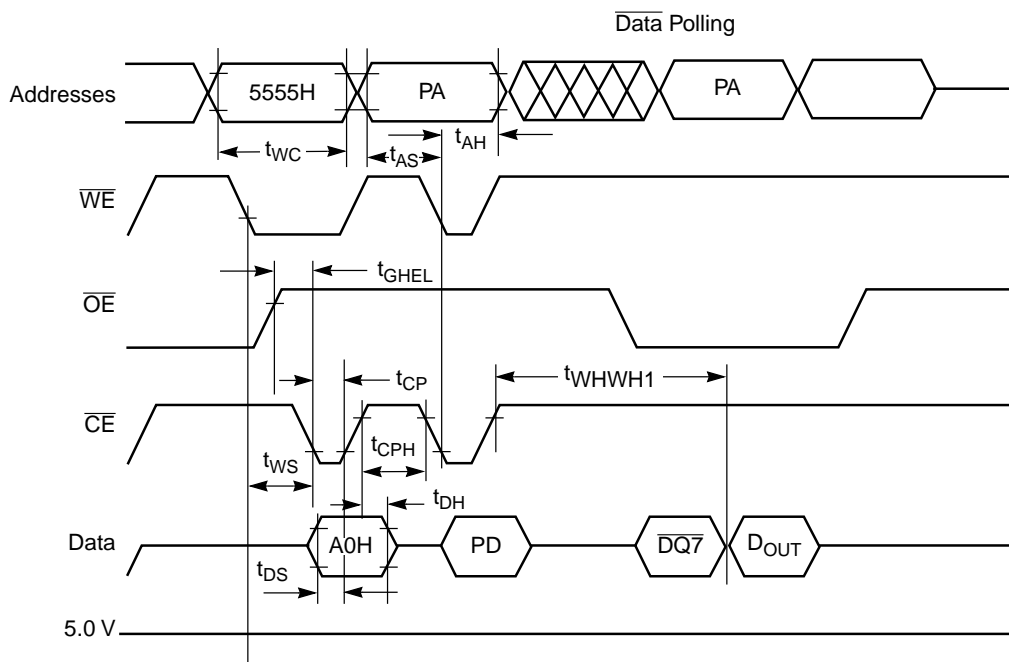 Data Polling
Addresses 5555H PA PA
tWC tAS tAH
WE
tGHEL
OE
tCP tWHWH1
CE
tWS tCPH
tDH
Data A0H PD DQ7 DOUT
tDS
5.0 V